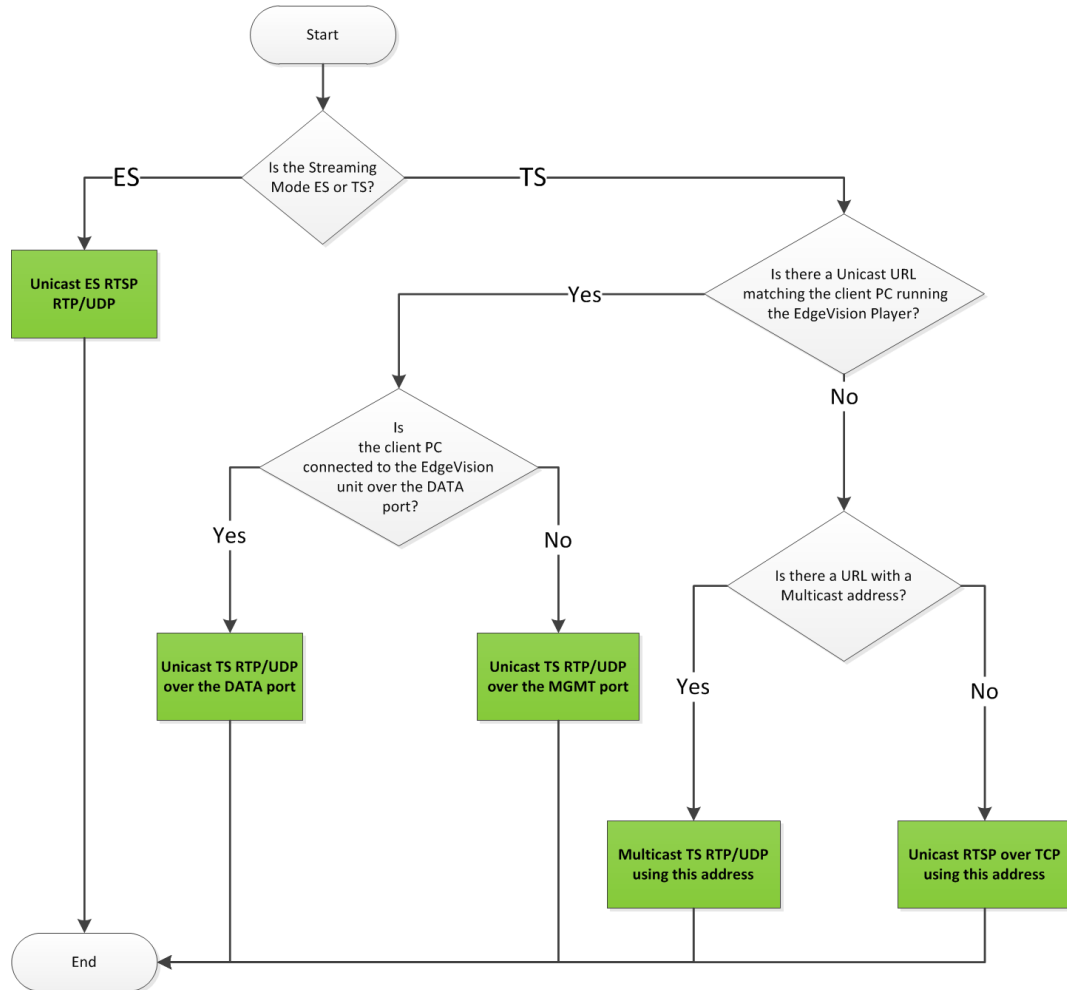 Start
Is the Streaming
Mode ES or TS?
ES
TS
Unicast ES RTSP
RTP/UDP
Is there a Unicast URL
matching the client PC running
the EdgeVision Player?
Yes
No
Is
the client PC
connected to the EdgeVision
unit over the DATA
port?
Yes
No
Is there a URL with a
Multicast address?
Unicast TS RTP/UDP
over the DATA port
Unicast TS RTP/UDP
over the MGMT port
Yes
No
Multicast TS RTP/UDP
using this address
Unicast RTSP over TCP
using this address
End